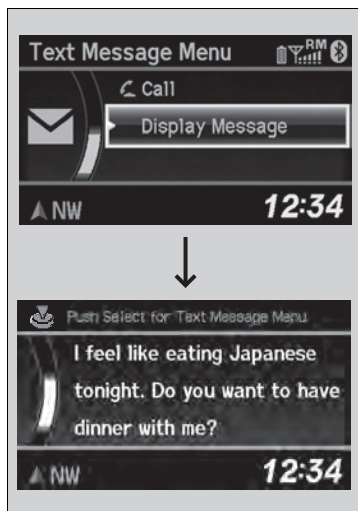 Text Message Menu RM
Call
Display Message
NW 12:34
Push Select for Text Message Menu
I feel like eating Japanese
tonight. Do you want to have
dinner with me?
NW 12:34